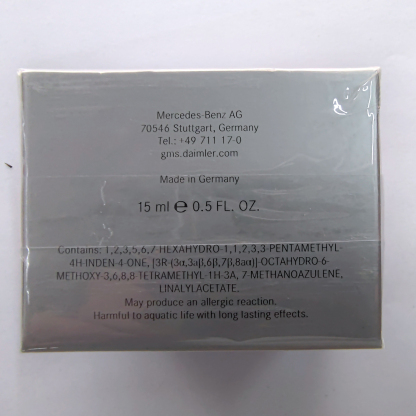 Mercedes-Benz AG
70546 Stuttgart, Germany
Tel.: +49 711 17-0
gms.daimler.com
Made in Germany
15 ml ℮ 0.5 FL. OZ.
Contains: 1,2,3,5,6,7 HEXAHYDRO-1,1,2,3,3-PENTAMETHYL-
4H-INDEN-4-ONE, [3R-(3α,3aβ,6β,7β,8aα)]-OCTAHYDRO-6-
METHOXY-3,6,8,8 TETRAMETHYL-1H-3A, 7-METHANOAZULENE,
LINALYLACETATE.
May produce an allergic reaction.
Harmful to aquatic life with long lasting effects.